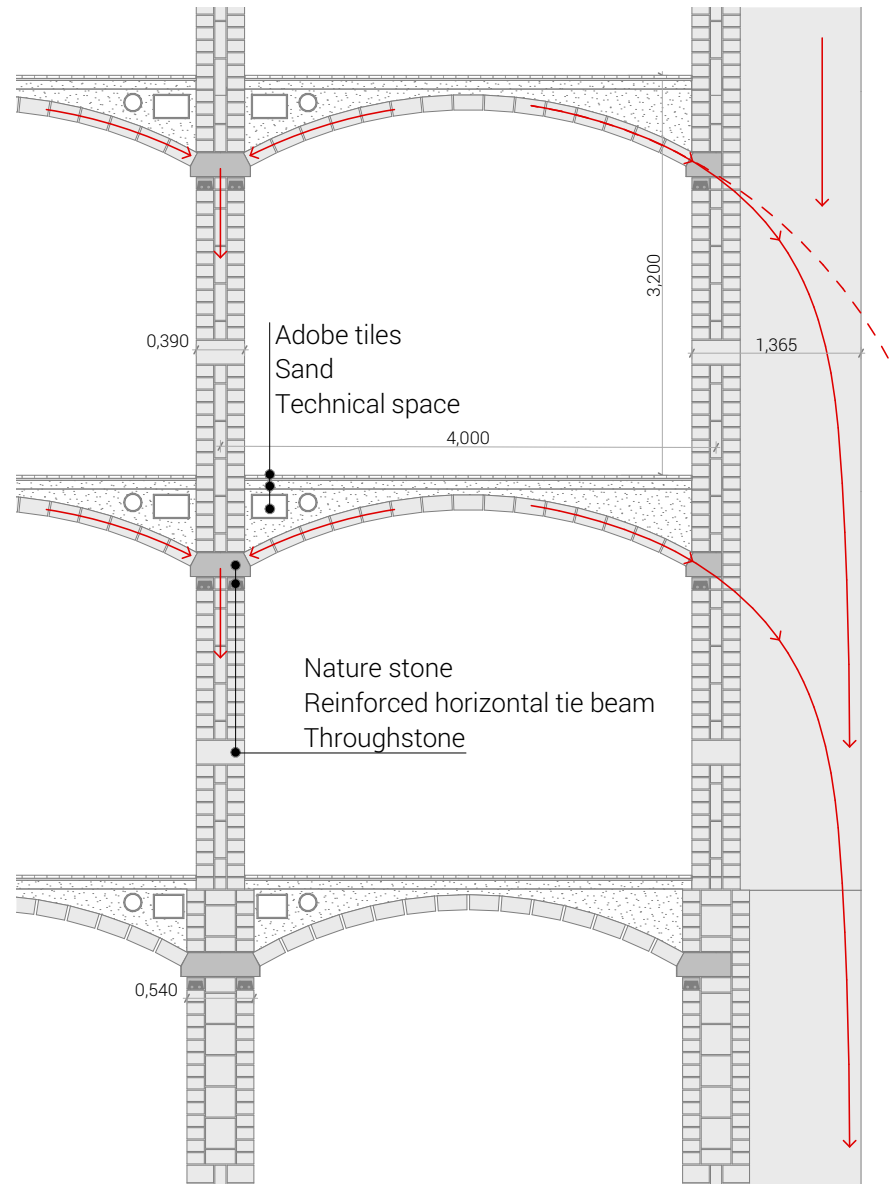 3,200
0,390
Adobe tiles
Sand
Technical space
1,365
4,000
Nature stone
Reinforced horizontal tie beam
Throughstone
0,540